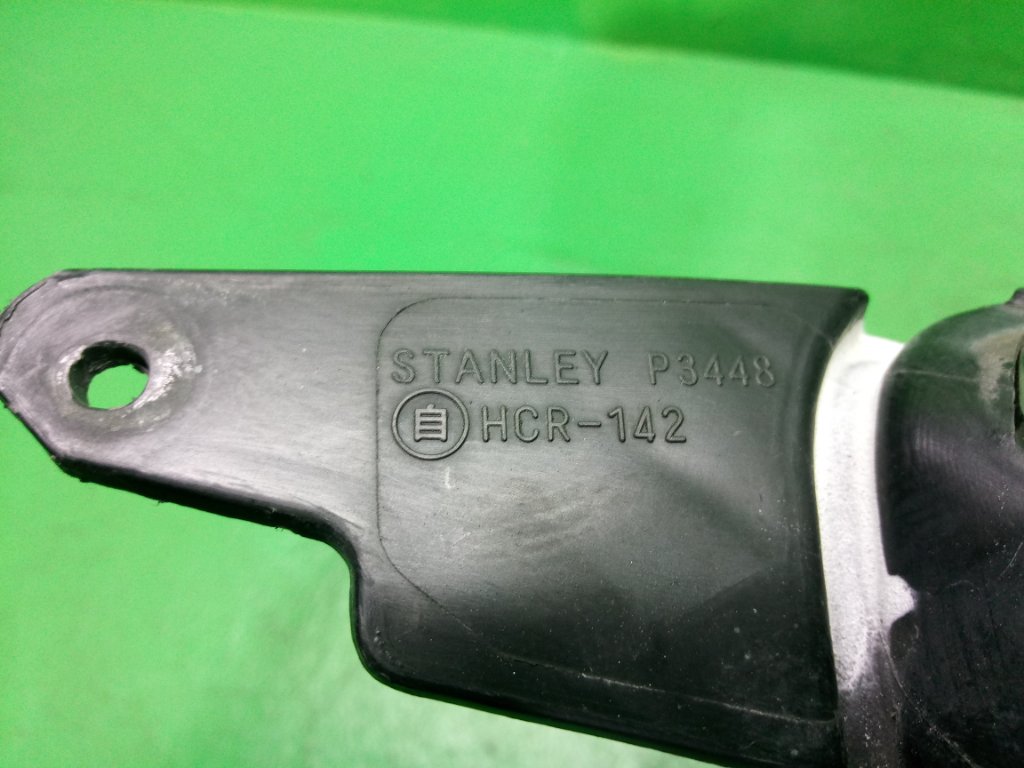 STANLEY P3448
自 HCR-142